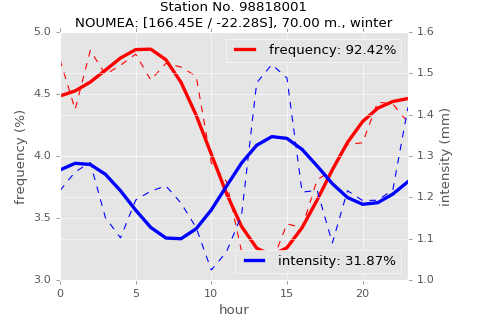 Station No. 98818001
NOUMEA: [166.45E / -22.28S], 70.00 m., winter
5.0
4.5
4.0
3.5
3.0
frequency (%)
1.6
1.5
1.4
1.3
1.2
1.1
1.0
intensity (mm)
frequency: 92.42%
intensity: 31.87%
0 5 10 15 20
hour